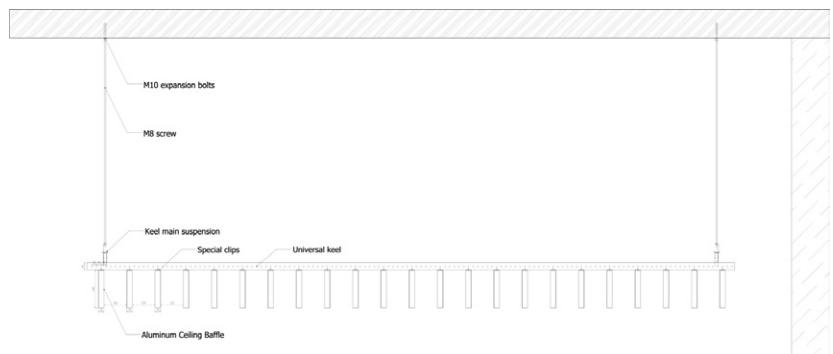 M10 expansion bolts
M8 screw
Keel main suspension
Special clips
Universal keel
Aluminum Ceiling Baffle